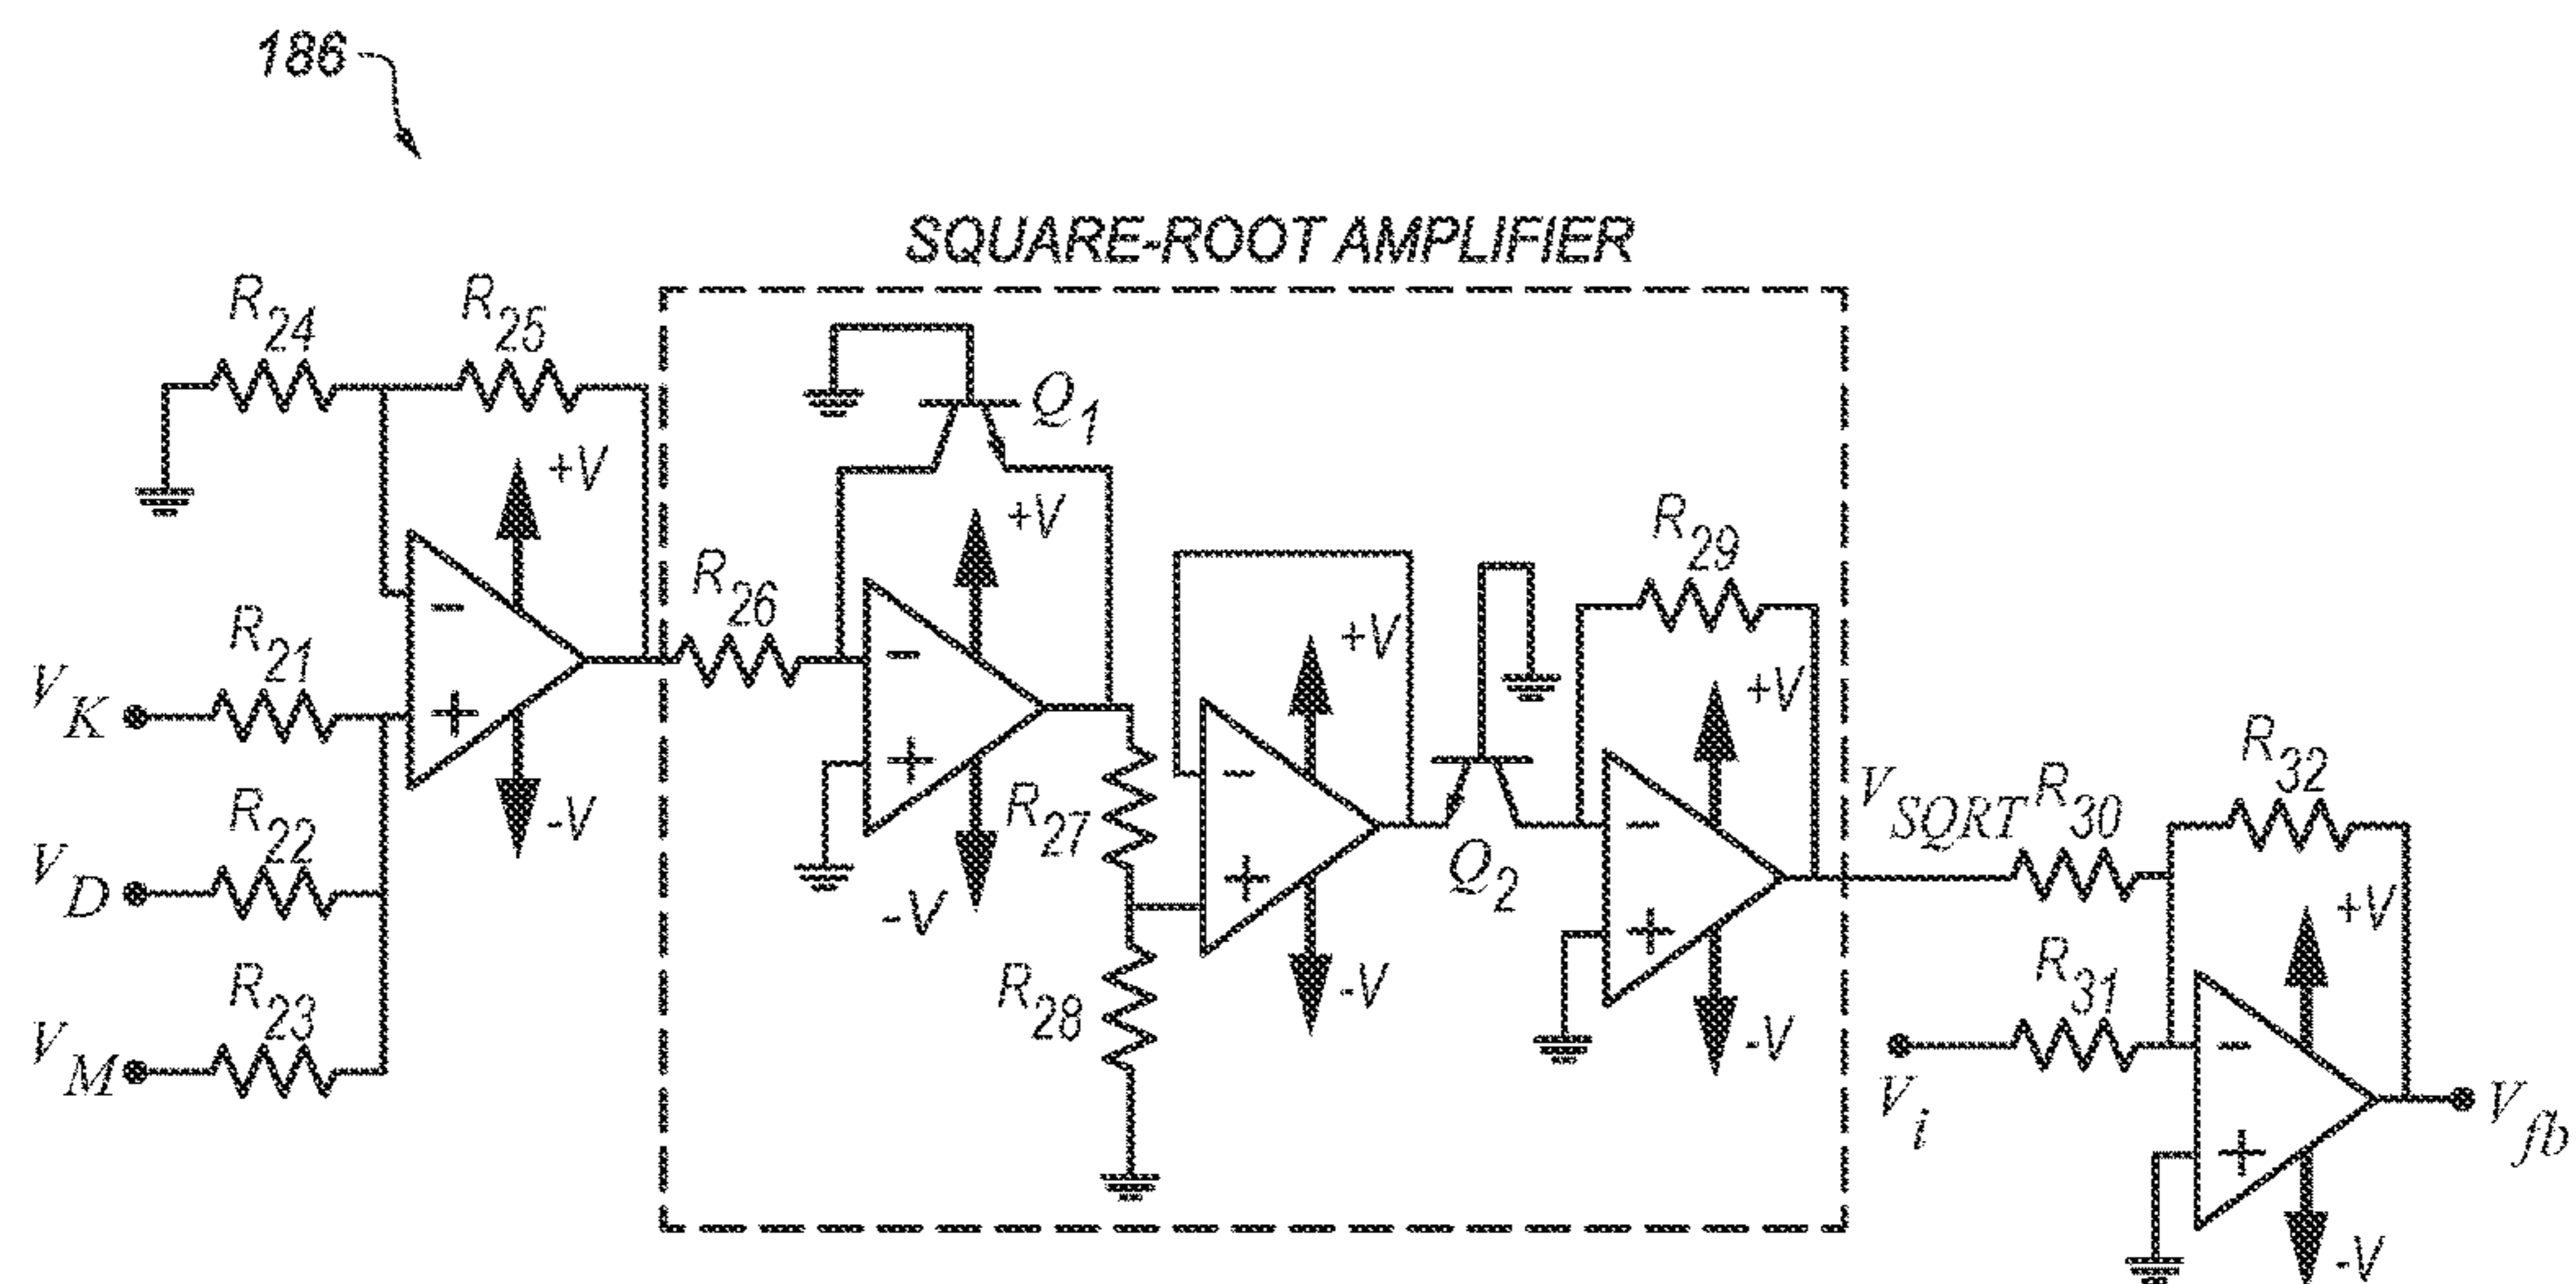 186
SQUARE-ROOT AMPLIFIER
R24
R25
+V
-
+
-V
R21
VK
R22
VD
R23
VM
Q1
R26
+V
-
+
-V
R27
R28
+V
-
+
-V
Q2
R29
+V
-
+
-V
VSQRT
R30
R32
R31
Vi
+V
-
+
-V
Vfb